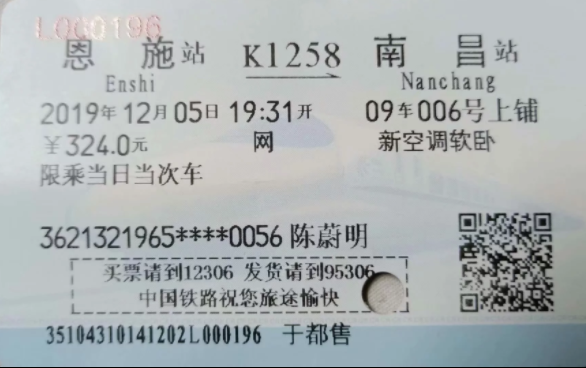 L000196
恩施站 K1258 南昌站
Enshi Nanchang
2019年12月05日19:31开 09车006号上铺
￥324.0元 网 新空调软卧
限乘当日当次车
3621321965****0056 陈蔚明
买票请到12306 发货请到95306
中国铁路祝您旅途愉快
35104310141202L000196 于都售